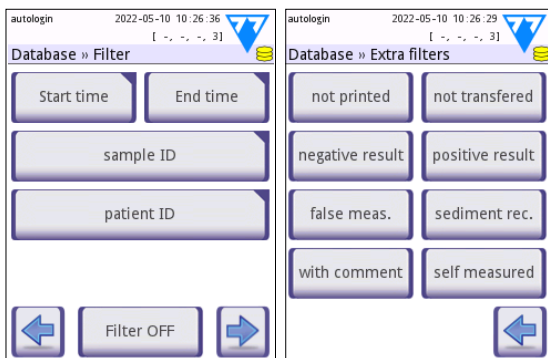 autologin 2022-05-10 10:26:36
[ -, -, -, 3]
Database » Filter
Start time End time
sample ID
patient ID
Filter OFF
autologin 2022-05-10 10:26:29
[ -, -, -, 3]
Database » Extra filters
not printed not transfered
negative result positive result
false meas. sediment rec.
with comment self measured